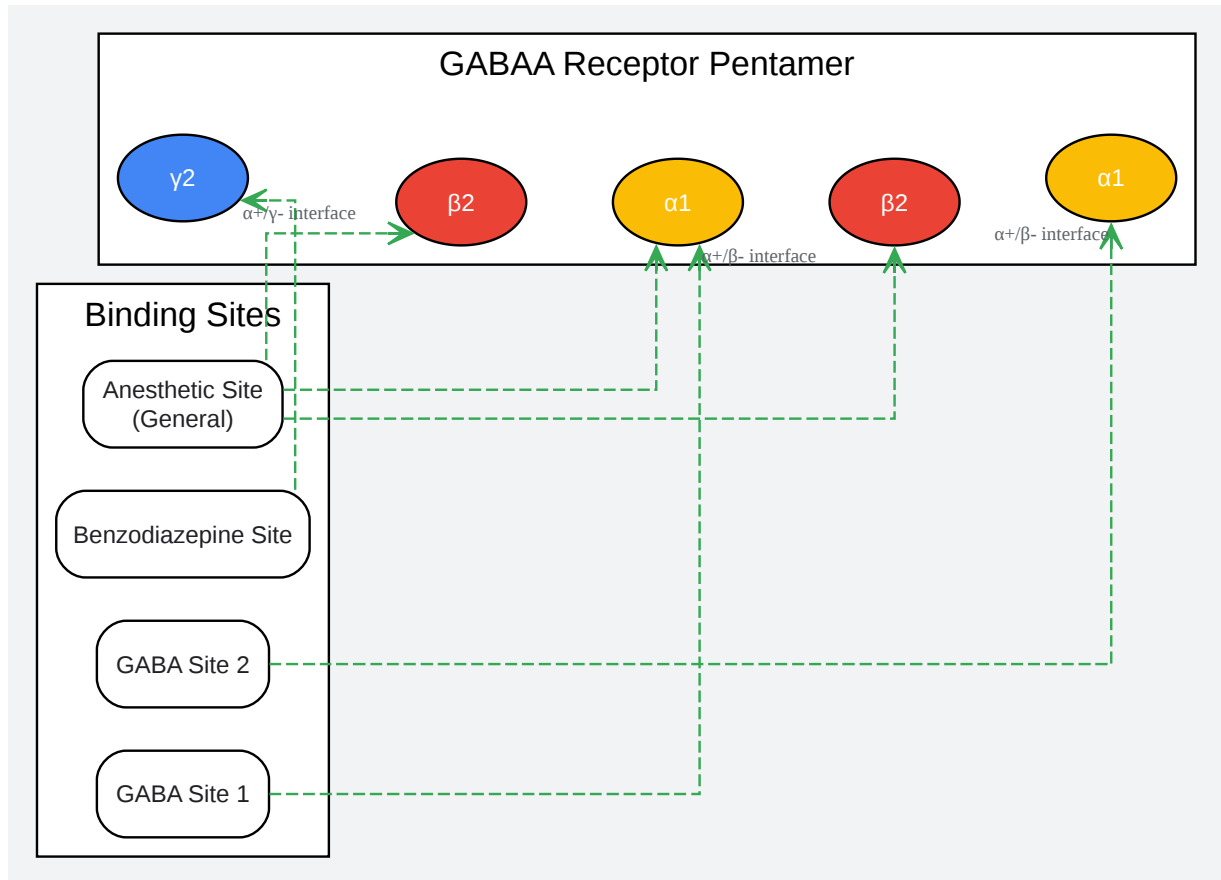 GABAA Receptor Pentamer
γ2
β2
α1
β2
α1
α+/γ- interface
α+/β- interface
α+/β- interface
Binding Sites
Anesthetic Site
(General)
Benzodiazepine Site
GABA Site 2
GABA Site 1